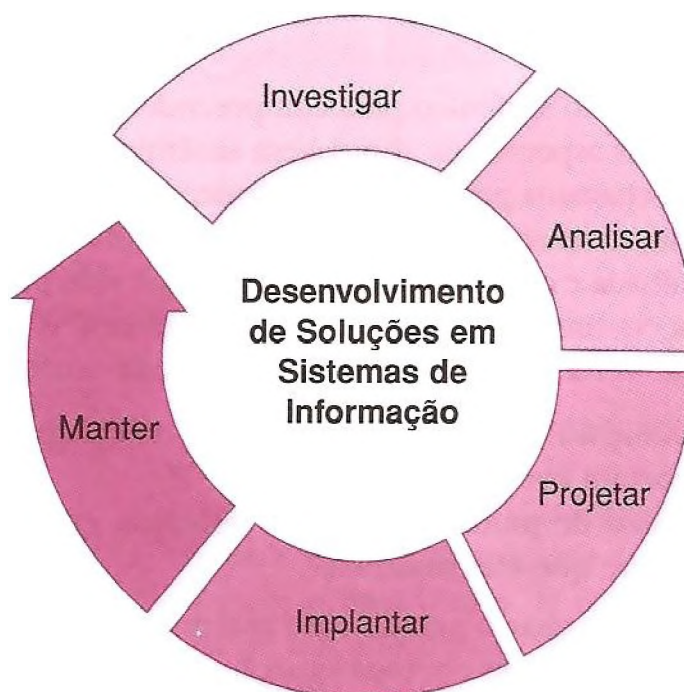 Investigar
Analisar
Desenvolvimento
de Soluções em
Sistemas de
Informação
Manter
Projetar
Implantar